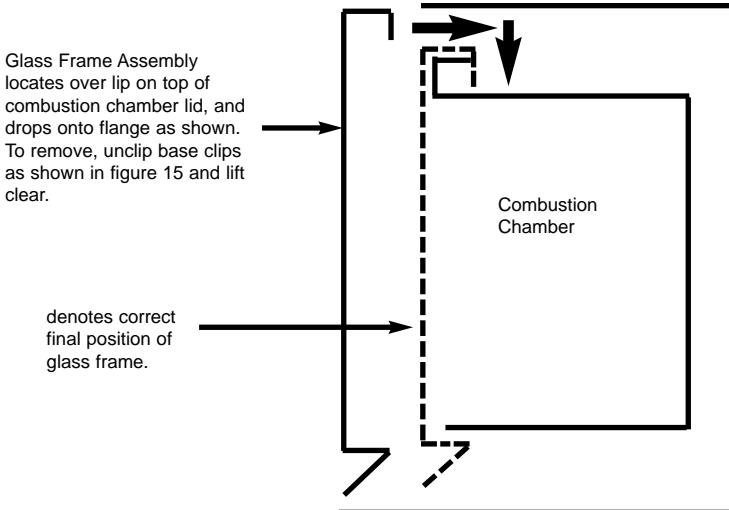 Glass Frame Assembly
locates over lip on top of
combustion chamber lid, and
drops onto flange as shown.
To remove, unclip base clips
as shown in figure 15 and lift
clear.
Combustion
Chamber
denotes correct
final position of
glass frame.